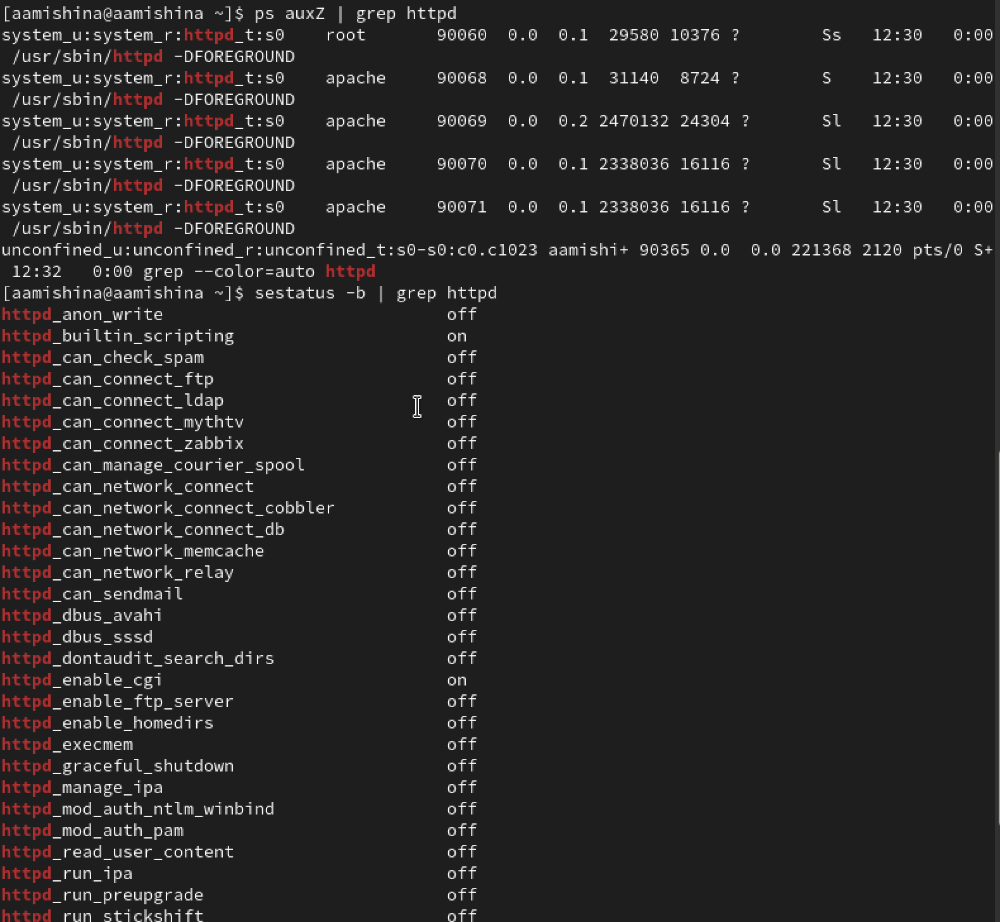 [aamishina@aamishina ~]$ ps auxZ | grep httpd
system_u:system_r:httpd_t:s0    root       90060  0.0  0.1  29580 10376 ?        Ss   12:30   0:00
 /usr/sbin/httpd -DFOREGROUND
system_u:system_r:httpd_t:s0    apache     90068  0.0  0.1  31140  8724 ?        S    12:30   0:00
 /usr/sbin/httpd -DFOREGROUND
system_u:system_r:httpd_t:s0    apache     90069  0.0  0.2 2470132 24304 ?       Sl   12:30   0:00
 /usr/sbin/httpd -DFOREGROUND
system_u:system_r:httpd_t:s0    apache     90070  0.0  0.1 2338036 16116 ?       Sl   12:30   0:00
 /usr/sbin/httpd -DFOREGROUND
system_u:system_r:httpd_t:s0    apache     90071  0.0  0.1 2338036 16116 ?       Sl   12:30   0:00
 /usr/sbin/httpd -DFOREGROUND
unconfined_u:unconfined_r:unconfined_t:s0-s0:c0.c1023 aamishi+ 90365 0.0  0.0 221368 2120 pts/0 S+
 12:32   0:00 grep --color=auto httpd
[aamishina@aamishina ~]$ sestatus -b | grep httpd
httpd_anon_write                            off
httpd_builtin_scripting                     on
httpd_can_check_spam                        off
httpd_can_connect_ftp                       off
httpd_can_connect_ldap                      off
httpd_can_connect_mythtv                    off
httpd_can_connect_zabbix                    off
httpd_can_manage_courier_spool              off
httpd_can_network_connect                   off
httpd_can_network_connect_cobbler           off
httpd_can_network_connect_db                off
httpd_can_network_memcache                  off
httpd_can_network_relay                     off
httpd_can_sendmail                          off
httpd_dbus_avahi                            off
httpd_dbus_sssd                             off
httpd_dontaudit_search_dirs                 off
httpd_enable_cgi                            on
httpd_enable_ftp_server                     off
httpd_enable_homedirs                       off
httpd_execmem                               off
httpd_graceful_shutdown                     off
httpd_manage_ipa                            off
httpd_mod_auth_ntlm_winbind                 off
httpd_mod_auth_pam                          off
httpd_read_user_content                     off
httpd_run_ipa                               off
httpd_run_preupgrade                        off
httpd_run_stickshift                        off